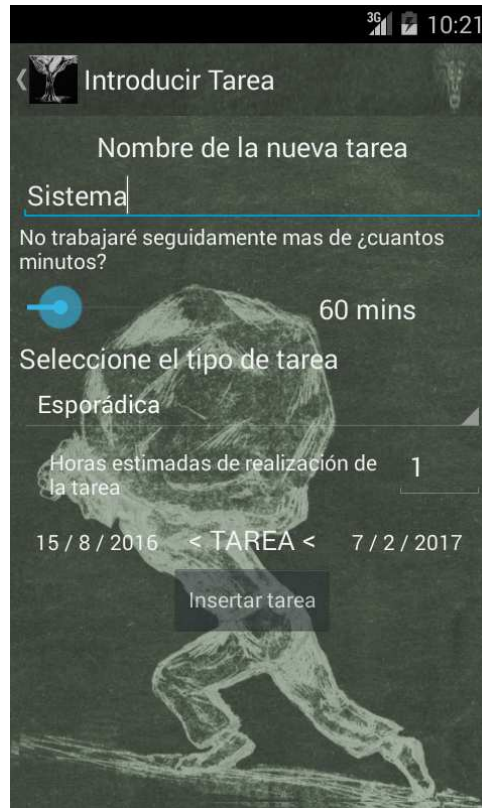 3G 10:21
Introducir Tarea
Nombre de la nueva tarea
Sistema
No trabajaré seguidamente mas de ¿cuantos
minutos?
60 mins
Seleccione el tipo de tarea
Esporádica
Horas estimadas de realización de
la tarea
1
15 / 8 / 2016 < TAREA < 7 / 2 / 2017
Insertar tarea